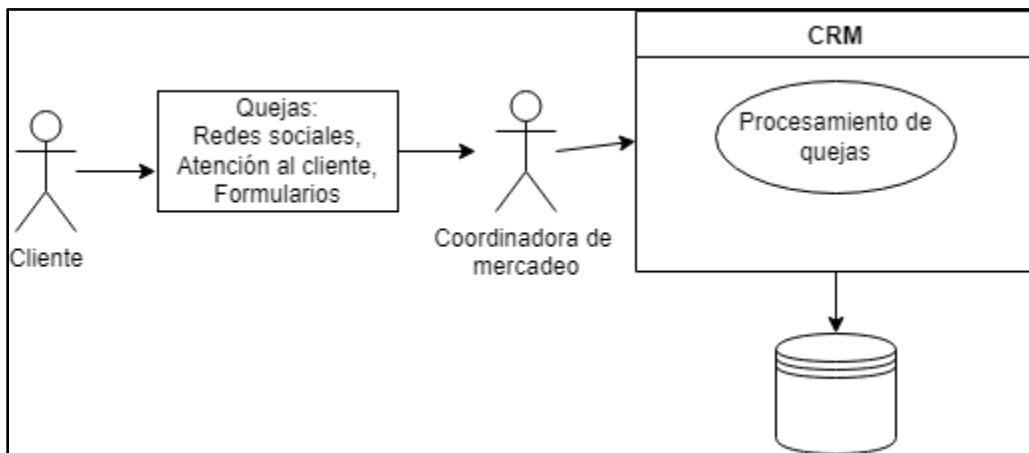 CRM
Quejas:
Redes sociales,
Atención al cliente,
Formularios
Procesamiento de
quejas
Cliente
Coordinadora de
mercadeo